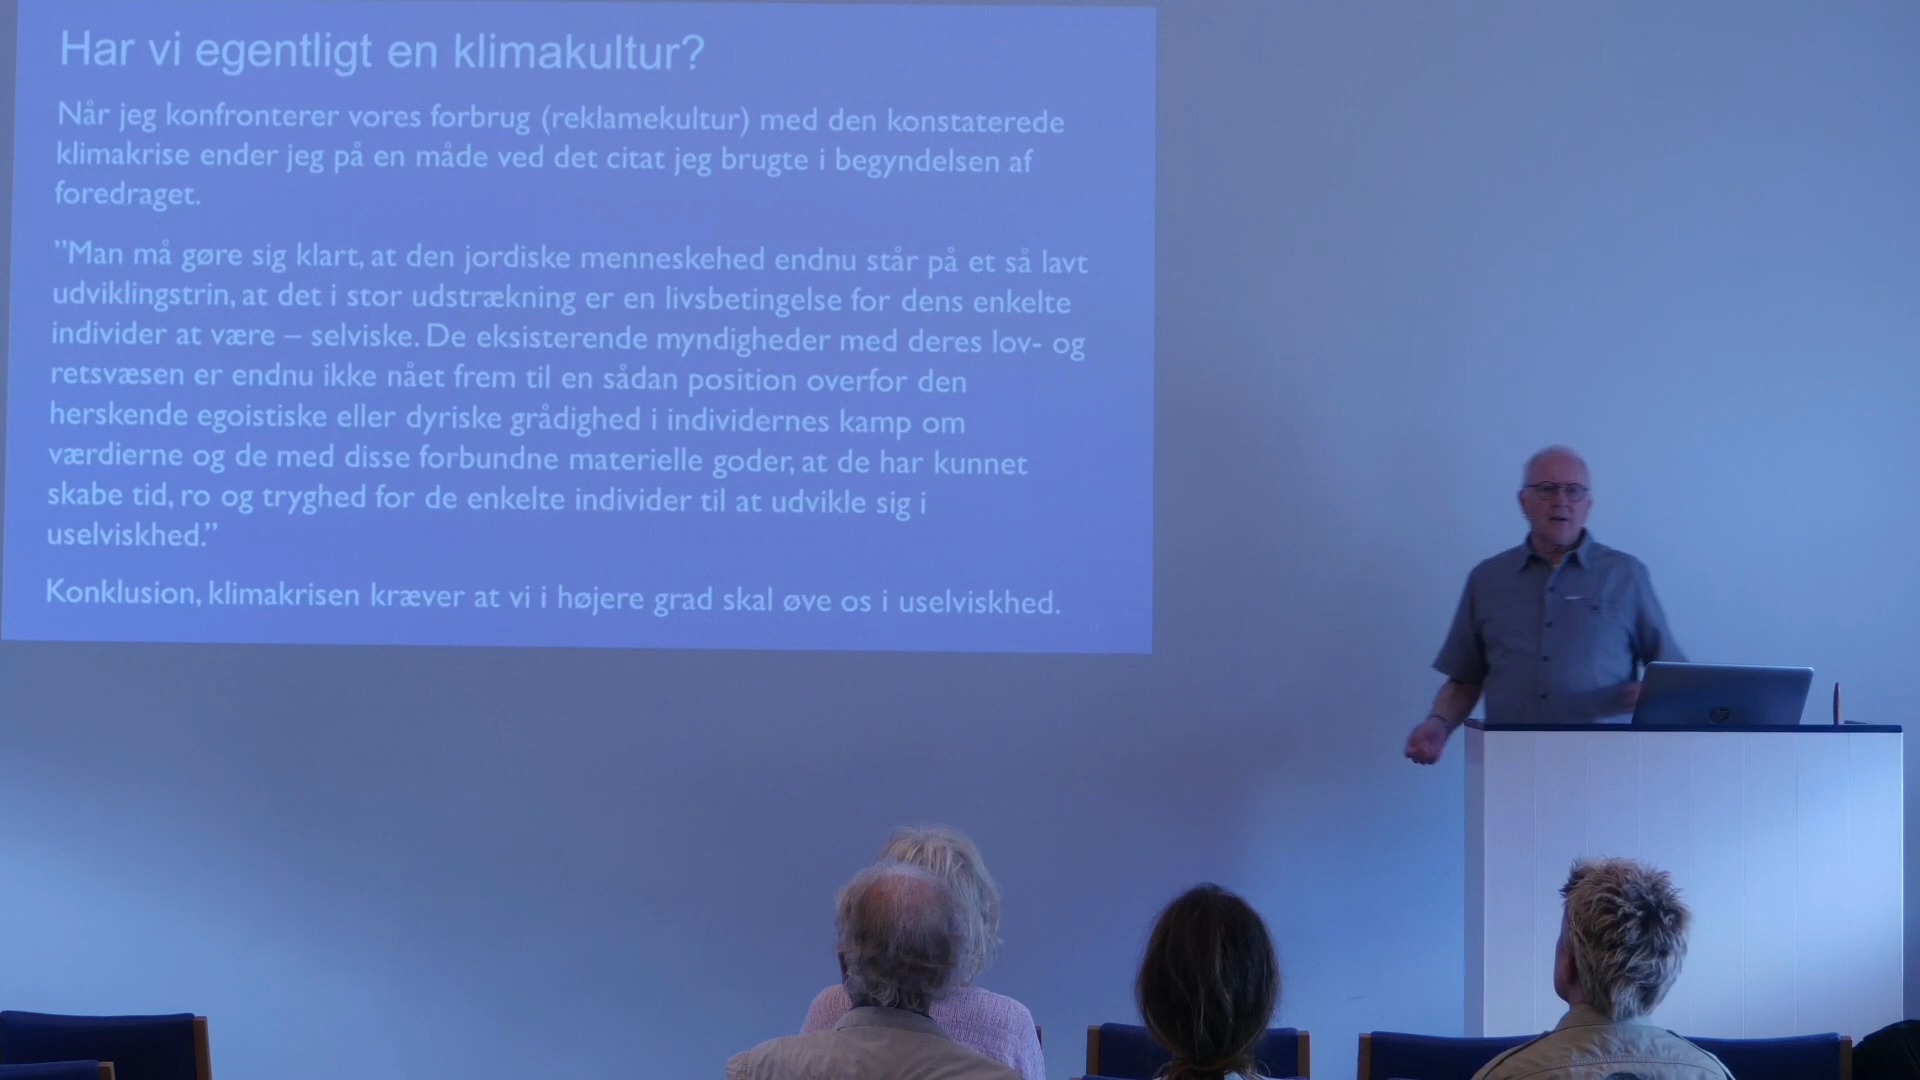 Har vi egentligt en klimakultur?
Når jeg konfronterer vores forbrug (reklamekultur) med den konstaterede
klimakrise ender jeg på en måde ved det citat jeg brugte i begyndelsen af
foredraget.
”Man må gøre sig klart, at den jordiske menneskehed endnu står på et så lavt
udviklingstrin, at det i stor udstrækning er en livsbetingelse for dens enkelte
individer at være – selviske. De eksisterende myndigheder med deres lov- og
retsvæsen er endnu ikke nået frem til en sådan position overfor den
herskende egoistiske eller dyriske grådighed i individernes kamp om
værdierne og de med disse forbundne materielle goder, at de har kunnet
skabe tid, ro og tryghed for de enkelte individer til at udvikle sig i
uselviskhed.”
Konklusion, klimakrisen kræver at vi i højere grad skal øve os i uselviskhed.